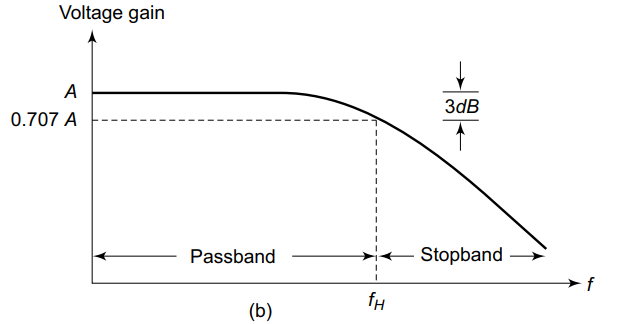 Voltage gain
A
3dB
0.707 A
Passband
Stopband
f
fH
(b)